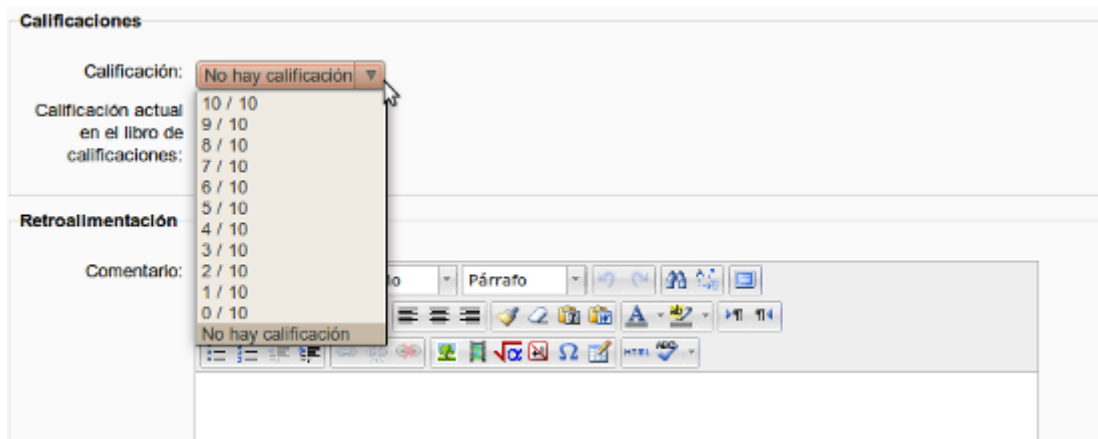 Calificaciones
Calificación: No hay calificación
Calificación actual
en el libro de
calificaciones:
10 / 10
9 / 10
8 / 10
7 / 10
6 / 10
5 / 10
4 / 10
3 / 10
2 / 10
1 / 10
0 / 10
No hay calificación
Retroalimentación
Comentario:
Párrafo
HTML
ABC